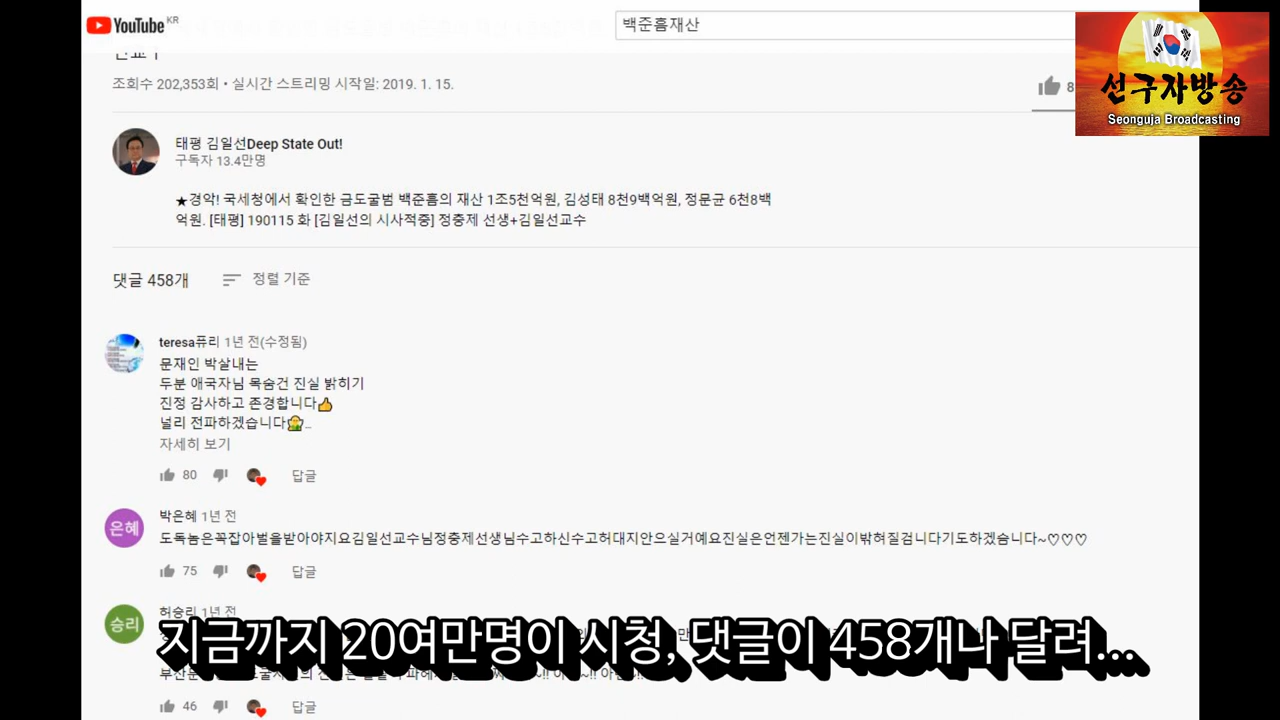 YouTube KR
백준흠재산
선구자방송
Seonguja Broadcasting
조회수 202,353회 • 실시간 스트리밍 시작일: 2019. 1. 15.
8
태평 김일선Deep State Out!
구독자 13.4만명
★경악! 국세청에서 확인한 금도굴범 백준흠의 재산 1조5천억원, 김성태 8천9백억원, 정문균 6천8백
억원. [태평] 190115 화 [김일선의 시사적중] 정충제 선생+김일선교수
댓글 458개
정렬 기준
teresa퓨리 1년 전(수정됨)
문재인 박살내는
두분 애국자님 목숨건 진실 밝히기
진정 감사하고 존경합니다👍
널리 전파하겠습니다
자세히 보기
80
답글
은혜
박은혜 1년 전
도독놈은꼭잡아벌을받아야지요김일선교수님정충제선생님수고하신수고허대지안으실거예요진실은언젠가는진실이밖혀질검니다기도하겠슴니다~♡♡♡
75
답글
승리
허승리 1년 전
지금까지 20여만명이 시청, 댓글이 458개나 달려...
46
답글